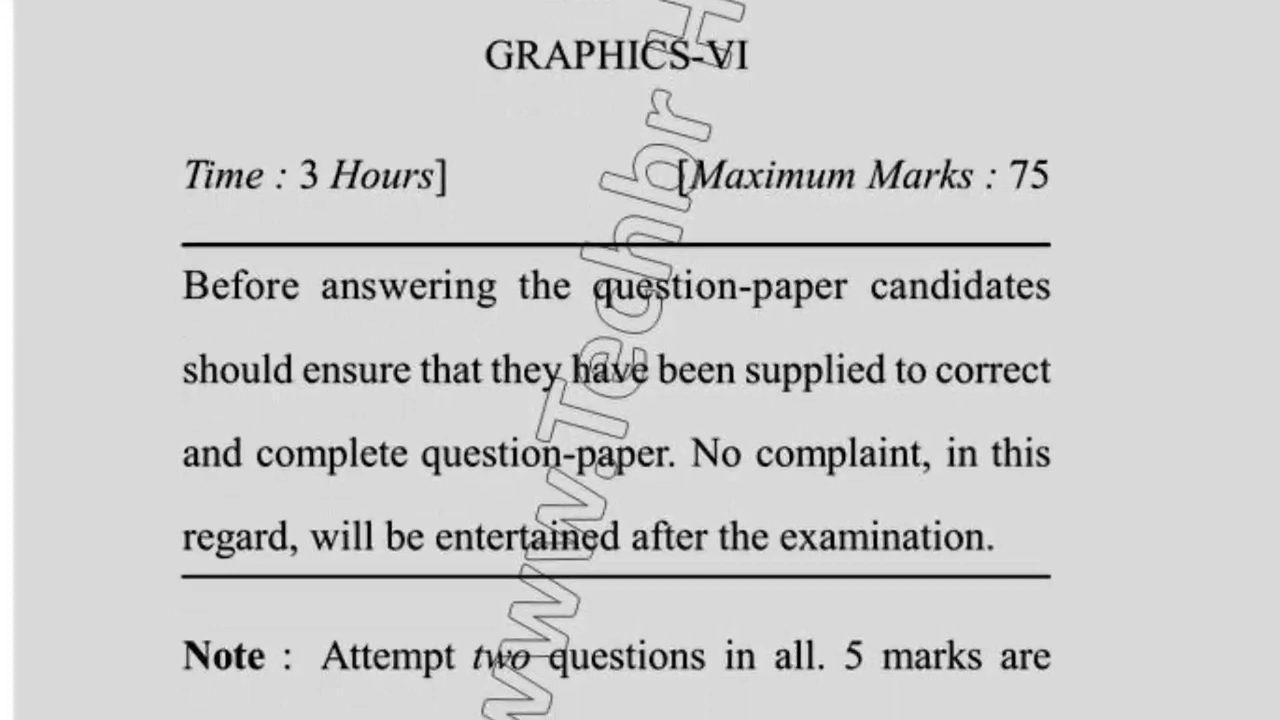 GRAPHICS-VI
Time : 3 Hours] [Maximum Marks : 75
Before answering the question-paper candidates
should ensure that they have been supplied to correct
and complete question-paper. No complaint, in this
regard, will be entertained after the examination.
Note : Attempt two questions in all. 5 marks are
www.Techhr H